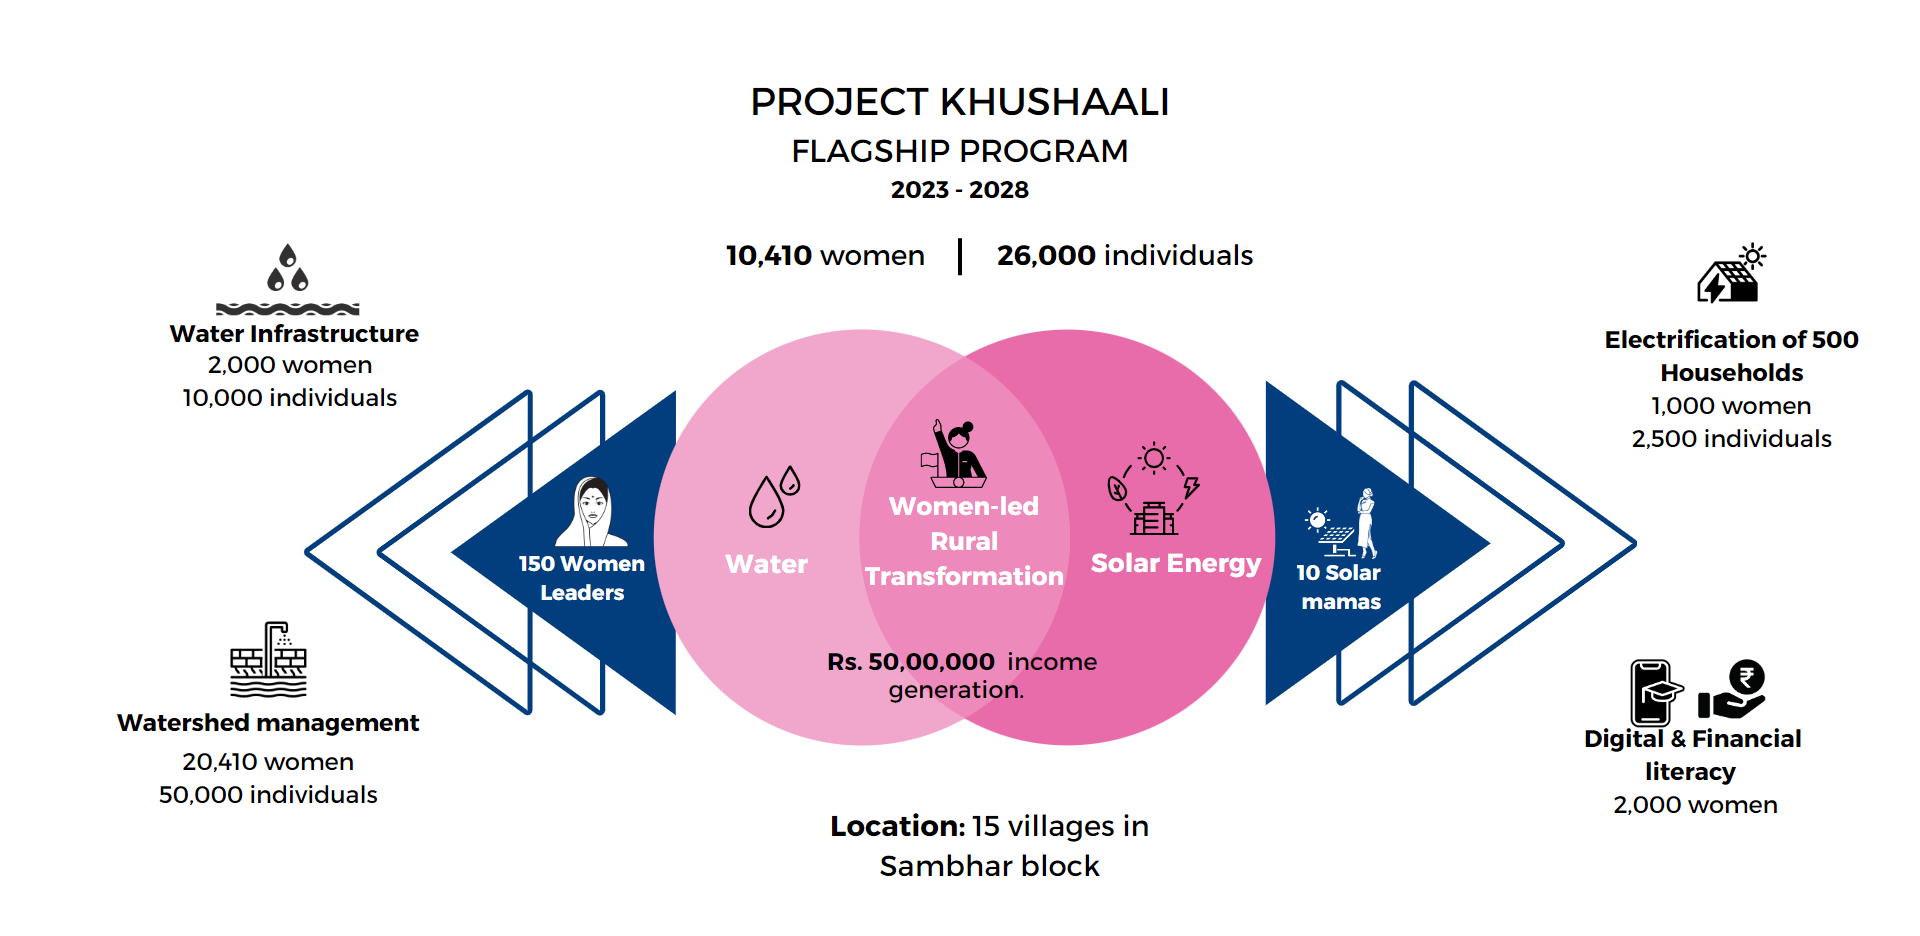 PROJECT KHUSHAALI
FLAGSHIP PROGRAM
2023 - 2028
10,410 women | 26,000 individuals
Water Infrastructure
2,000 women
10,000 individuals
Watershed management
20,410 women
50,000 individuals
150 Women
Leaders
Water
Women-led
Rural
Transformation
Solar Energy
Rs. 50,00,000 income
generation.
10 Solar
mamas
Electrification of 500
Households
1,000 women
2,500 individuals
Digital & Financial
literacy
2,000 women
Location: 15 villages in
Sambhar block